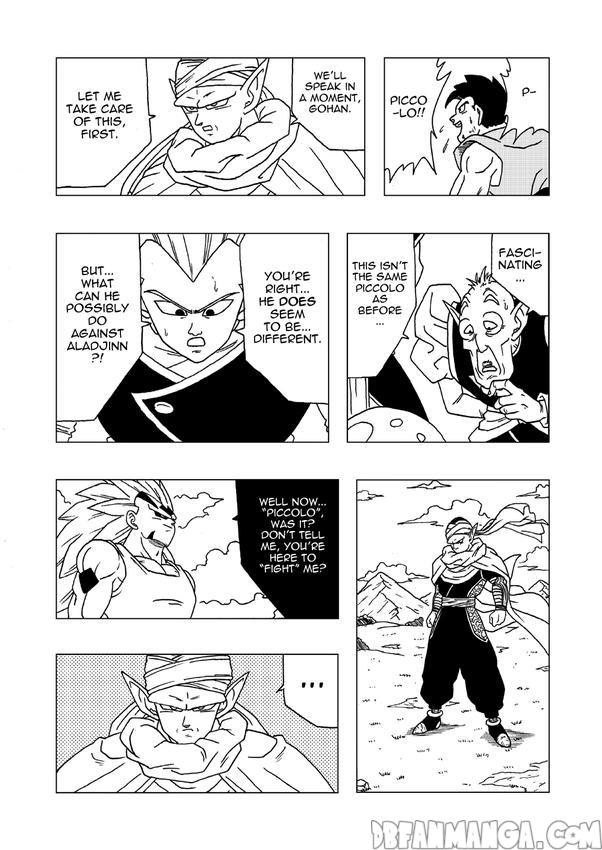 P-
PICCO
-LO!!
WE'LL
SPEAK IN
A MOMENT,
GOHAN.
LET ME
TAKE CARE
OF THIS,
FIRST.
FASCI-
NATING
...
THIS ISN'T
THE SAME
PICCOLO
AS
BEFORE
...
YOU'RE
RIGHT...
HE DOES
SEEM
TO BE...
DIFFERENT.
BUT...
WHAT
CAN HE
POSSIBLY
DO
AGAINST
ALADJINN
?!
WELL NOW...
"PICCOLO",
WAS IT?
DON'T TELL
ME, YOU'RE
HERE TO
"FIGHT" ME?
...
DBFANMANGA.COM